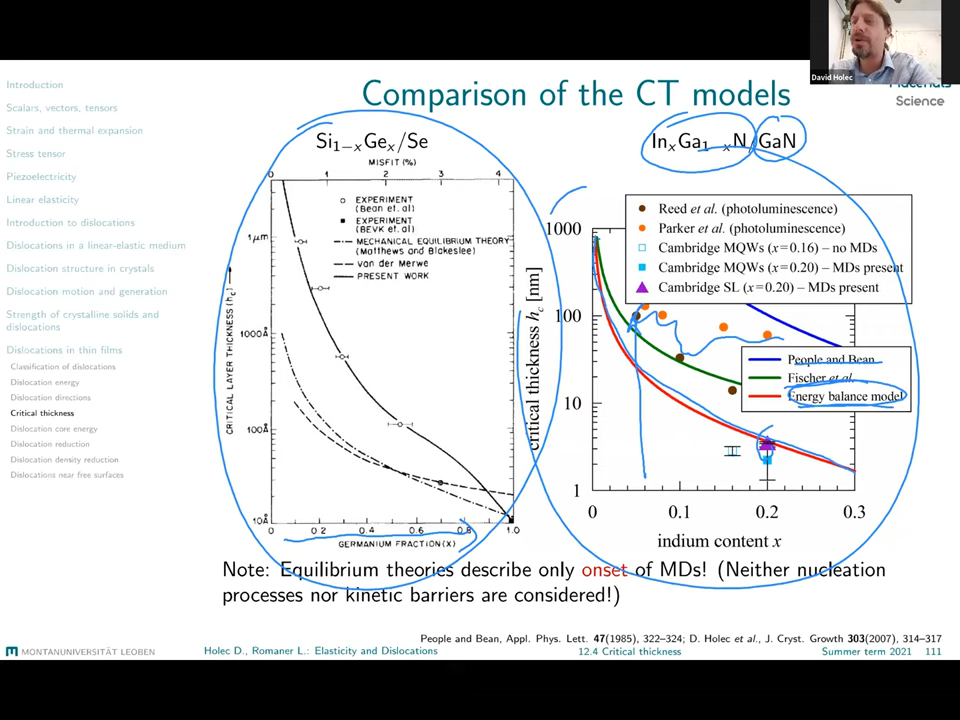 David Holec
Materials
Science
Comparison of the CT models
Introduction
Scalars, vectors, tensors
Strain and thermal expansion
Stress tensor
Piezoelectricity
Linear elasticity
Introduction to dislocations
Dislocations in a linear-elastic medium
Dislocation structure in crystals
Dislocation motion and generation
Strength of crystalline solids and
dislocations
Dislocations in thin films
Classification of dislocations
Dislocation energy
Dislocation directions
Critical thickness
Dislocation core energy
Dislocation reduction
Dislocation density reduction
Dislocations near free surfaces
Si1−xGex/Se
MISFIT (%)
0 1 2 3 4
EXPERIMENT
(Bean et. al)
EXPERIMENT
(BEVK et. al)
MECHANICAL EQUILIBRIUM THEORY
(Matthews and Blakeslee)
van der Merwe
PRESENT WORK
CRITICAL LAYER THICKNESS (hc)
1μm
1000Å
100Å
10Å
0 0.2 0.4 0.6 0.8 1.0
GERMANIUM FRACTION (X)
InxGa1−xN/GaN
Reed et al. (photoluminescence)
Parker et al. (photoluminescence)
Cambridge MQWs (x=0.16) – no MDs
Cambridge MQWs (x=0.20) – MDs present
Cambridge SL (x=0.20) – MDs present
People and Bean
Fischer et al.
Energy balance model
critical thickness hc [nm]
1000
100
10
1
0 0.1 0.2 0.3
indium content x
Note: Equilibrium theories describe only onset of MDs! (Neither nucleation
processes nor kinetic barriers are considered!)
People and Bean, Appl. Phys. Lett. 47(1985), 322–324; D. Holec et al., J. Cryst. Growth 303(2007), 314–317
MONTANUNIVERSITÄT LEOBEN
Holec D., Romaner L.: Elasticity and Dislocations
12.4 Critical thickness
Summer term 2021 111